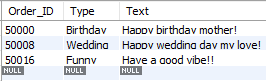 Order_ID Type Text
50000 Birthday Happy birthday mother!
50008 Wedding Happy wedding day my love!
50016 Funny Have a good vibe!!
NULL NULL NULL